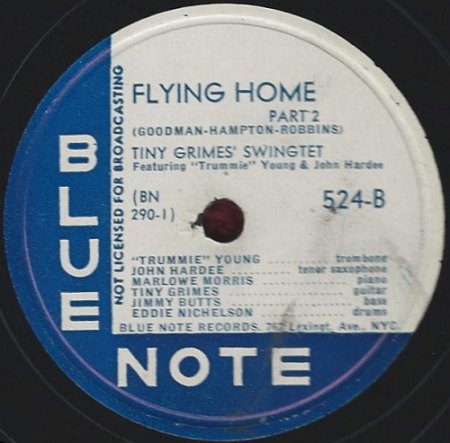 FLYING HOME
PART 2
(GOODMAN-HAMPTON-ROBBINS)
TINY GRIMES' SWINGTET
Featuring "Trummie" Young & John Hardee
(BN
290-1)
524-B
"TRUMMIE" YOUNG ........ trombone
JOHN HARDEE ........ tenor saxophone
MARLOWE MORRIS ........ piano
TINY GRIMES ........ guitar
JIMMY BUTTS ........ bass
EDDIE NICHELSON ........ drums
BLUE NOTE RECORDS, 767 Lexingt. Ave., NYC.
NOT LICENSED FOR BROADCASTING
BLUE
NOTE